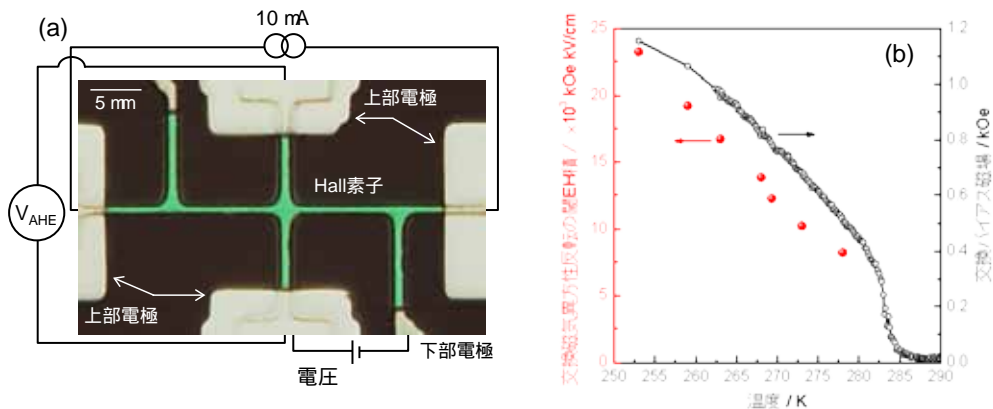 (a)
10 mA
5 mm
上部電極
Hall素子
V_AHE
上部電極
下部電極
電圧
(b)
交換磁気異方性反転の閾EH積 / ×10³ kOe kV/cm
25
20
15
10
5
0
1.2
1.0
0.8
0.6
0.4
0.2
0.0
交換バイアス磁場 / kOe
250 255 260 265 270 275 280 285 290
温度 / K